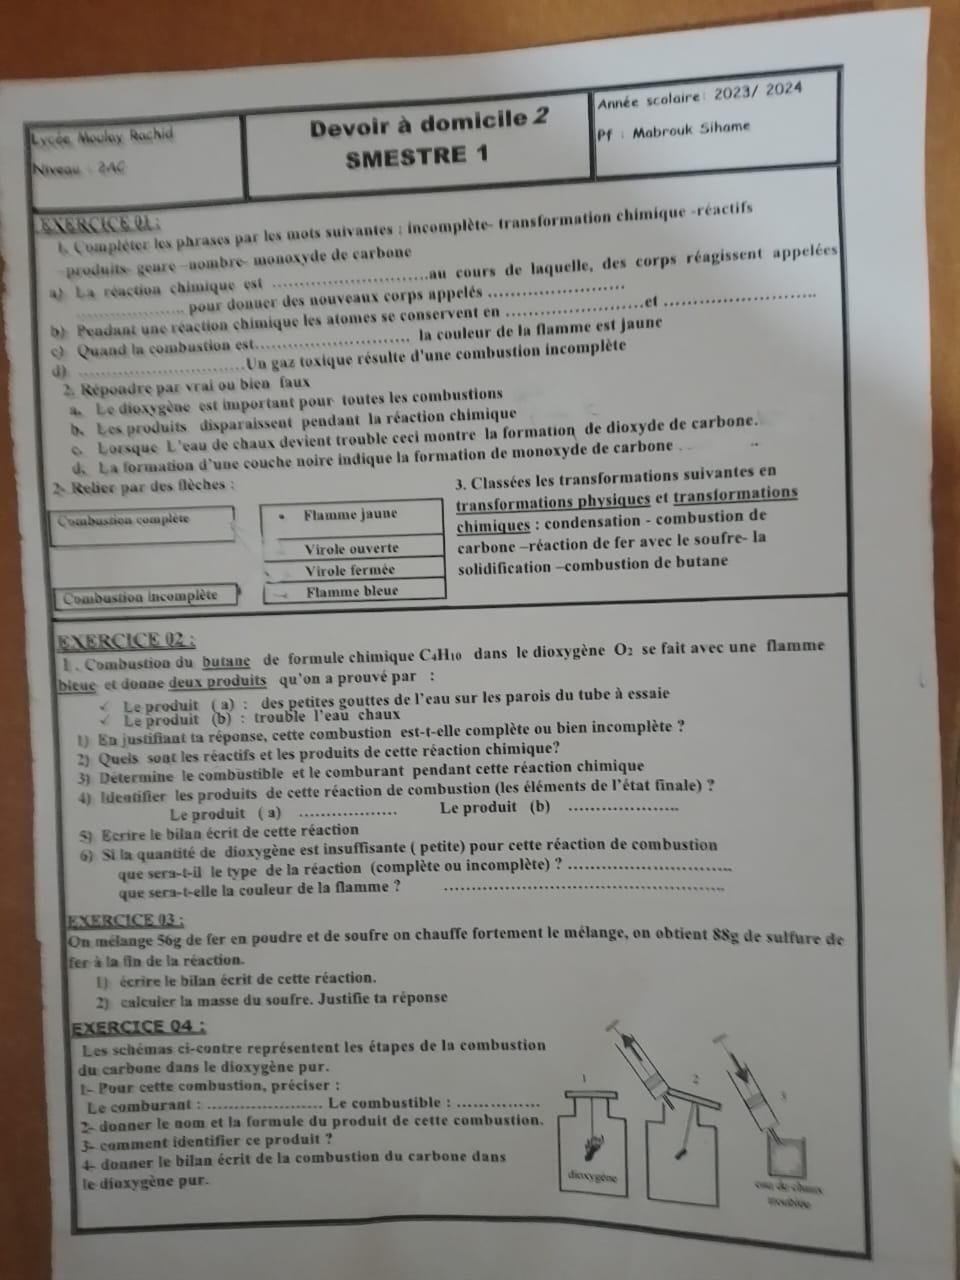 Lycée Moulay Rachid
Niveau : 2AC
Devoir à domicile 2
SMESTRE 1
Année scolaire: 2023/ 2024
Pf : Mabrouk Sihame
EXERCICE 01:
1. Compléter les phrases par les mots suivantes : incomplète- transformation chimique -réactifs
-produits- genre –nombre- monoxyde de carbone
a) La réaction chimique est ..............................au cours de laquelle, des corps réagissent appelées
..................... pour donner des nouveaux corps appelés .........................
b) Pendant une réaction chimique les atomes se conservent en .........................et ............................
c) Quand la combustion est............................. la couleur de la flamme est jaune
d) ..............................Un gaz toxique résulte d'une combustion incomplète
2. Répondre par vrai ou bien faux
a. Le dioxygène est important pour toutes les combustions
b. Les produits disparaissent pendant la réaction chimique
c. Lorsque L'eau de chaux devient trouble ceci montre la formation de dioxyde de carbone.
d. La formation d'une couche noire indique la formation de monoxyde de carbone .
2- Relier par des flèches :
Combustion complète
Combustion incomplète
• Flamme jaune
Virole ouverte
Virole fermée
Flamme bleue
3. Classées les transformations suivantes en
transformations physiques et transformations
chimiques : condensation - combustion de
carbone –réaction de fer avec le soufre- la
solidification –combustion de butane
EXERCICE 02 :
1 . Combustion du butane de formule chimique C₄H₁₀ dans le dioxygène O₂ se fait avec une flamme
bleue et donne deux produits qu'on a prouvé par :
✓ Le produit (a) : des petites gouttes de l'eau sur les parois du tube à essaie
✓ Le produit (b) : trouble l'eau chaux
1) En justifiant ta réponse, cette combustion est-t-elle complète ou bien incomplète ?
2) Quels sont les réactifs et les produits de cette réaction chimique?
3) Détermine le combustible et le comburant pendant cette réaction chimique
4) Identifier les produits de cette réaction de combustion (les éléments de l'état finale) ?
Le produit (a) .................. Le produit (b) ....................
5) Ecrire le bilan écrit de cette réaction
6) Si la quantité de dioxygène est insuffisante ( petite) pour cette réaction de combustion
que sera-t-il le type de la réaction (complète ou incomplète) ? ..............................
que sera-t-elle la couleur de la flamme ? ..................................................
EXERCICE 03 :
On mélange 56g de fer en poudre et de soufre on chauffe fortement le mélange, on obtient 88g de sulfure de
fer à la fin de la réaction.
1) écrire le bilan écrit de cette réaction.
2) calculer la masse du soufre. Justifie ta réponse
EXERCICE 04 :
Les schémas ci-contre représentent les étapes de la combustion
du carbone dans le dioxygène pur.
1- Pour cette combustion, préciser :
Le comburant : ..................... Le combustible : ...............
2- donner le nom et la formule du produit de cette combustion.
3- comment identifier ce produit ?
4- donner le bilan écrit de la combustion du carbone dans
le dioxygène pur.
1
2
3
dioxygène
eau de chaux
troublée